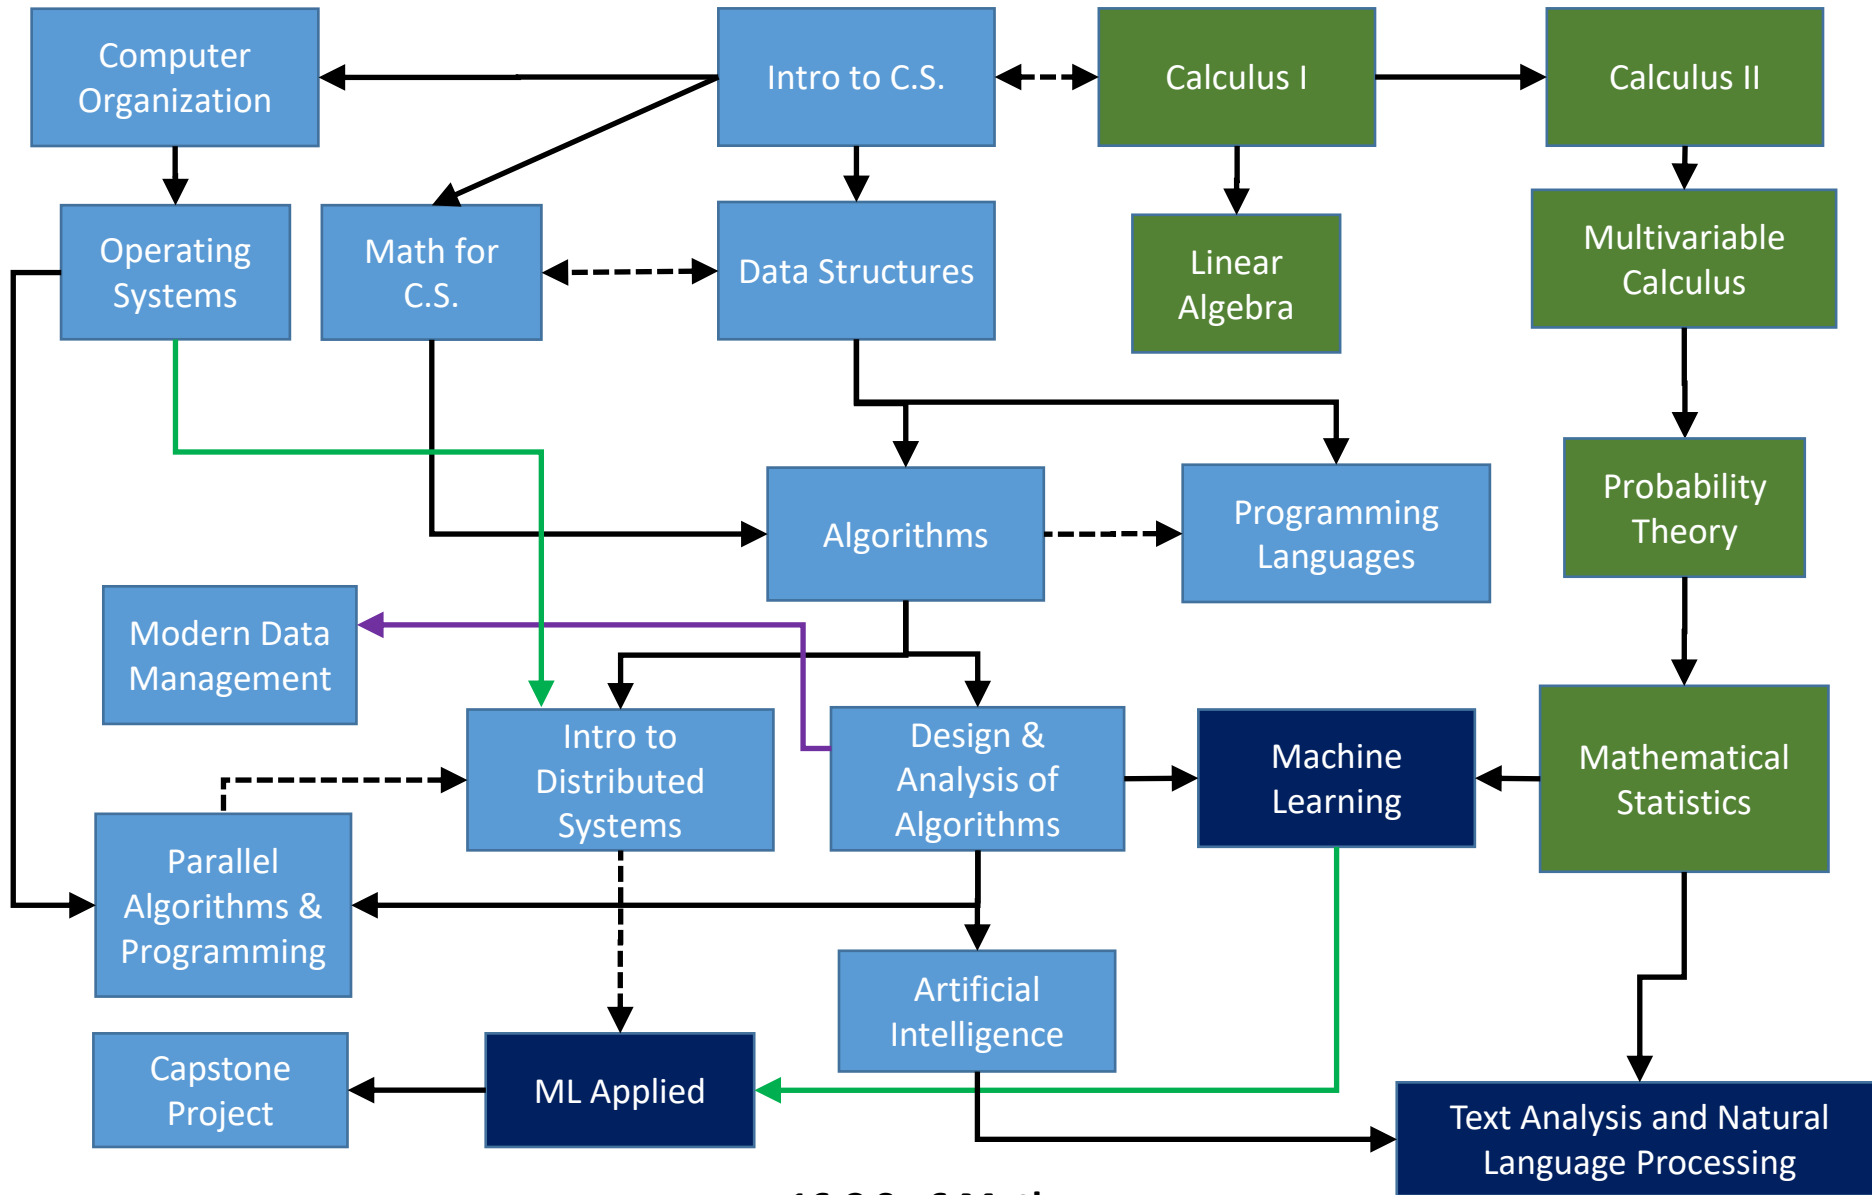 Computer
Organization
Intro to C.S.
Calculus I
Calculus II
Operating
Systems
Math for
C.S.
Data Structures
Linear
Algebra
Multivariable
Calculus
Algorithms
Programming
Languages
Probability
Theory
Modern Data
Management
Intro to
Distributed
Systems
Design &
Analysis of
Algorithms
Machine
Learning
Mathematical
Statistics
Parallel
Algorithms &
Programming
Artificial
Intelligence
Capstone
Project
ML Applied
Text Analysis and Natural
Language Processing